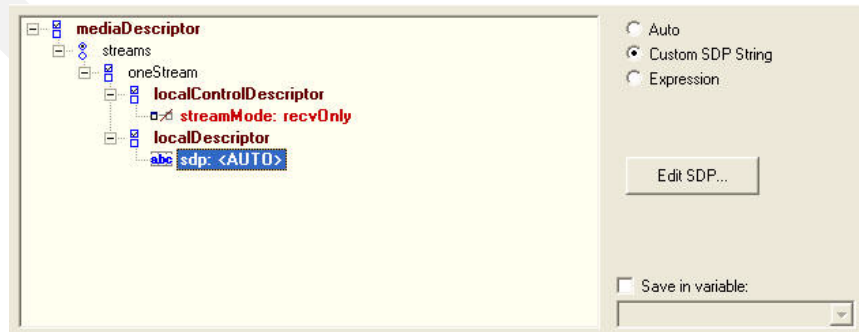 mediaDescriptor
streams
oneStream
localControlDescriptor
streamMode: recvOnly
localDescriptor
abc sdp: <AUTO>
Auto
Custom SDP String
Expression
Edit SDP...
Save in variable: